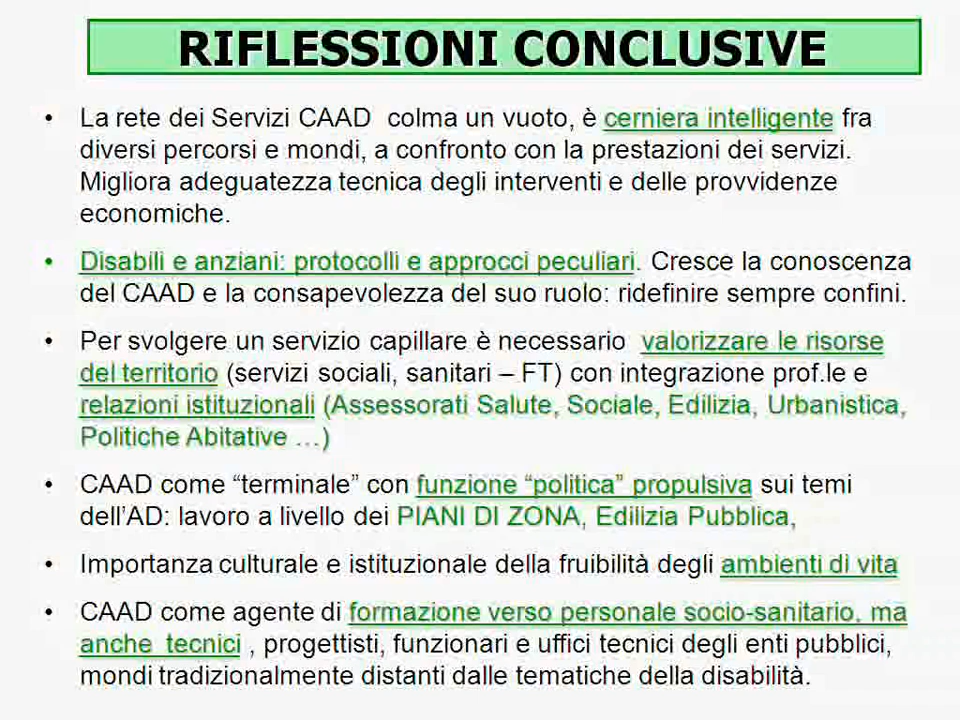 RIFLESSIONI CONCLUSIVE
• La rete dei Servizi CAAD colma un vuoto, è cerniera intelligente fra
diversi percorsi e mondi, a confronto con la prestazioni dei servizi.
Migliora adeguatezza tecnica degli interventi e delle provvidenze
economiche.
• Disabili e anziani: protocolli e approcci peculiari. Cresce la conoscenza
del CAAD e la consapevolezza del suo ruolo: ridefinire sempre confini.
• Per svolgere un servizio capillare è necessario valorizzare le risorse
del territorio (servizi sociali, sanitari – FT) con integrazione prof.le e
relazioni istituzionali (Assessorati Salute, Sociale, Edilizia, Urbanistica,
Politiche Abitative …)
• CAAD come “terminale” con funzione “politica” propulsiva sui temi
dell’AD: lavoro a livello dei PIANI DI ZONA, Edilizia Pubblica,
• Importanza culturale e istituzionale della fruibilità degli ambienti di vita
• CAAD come agente di formazione verso personale socio-sanitario, ma
anche tecnici , progettisti, funzionari e uffici tecnici degli enti pubblici,
mondi tradizionalmente distanti dalle tematiche della disabilità.